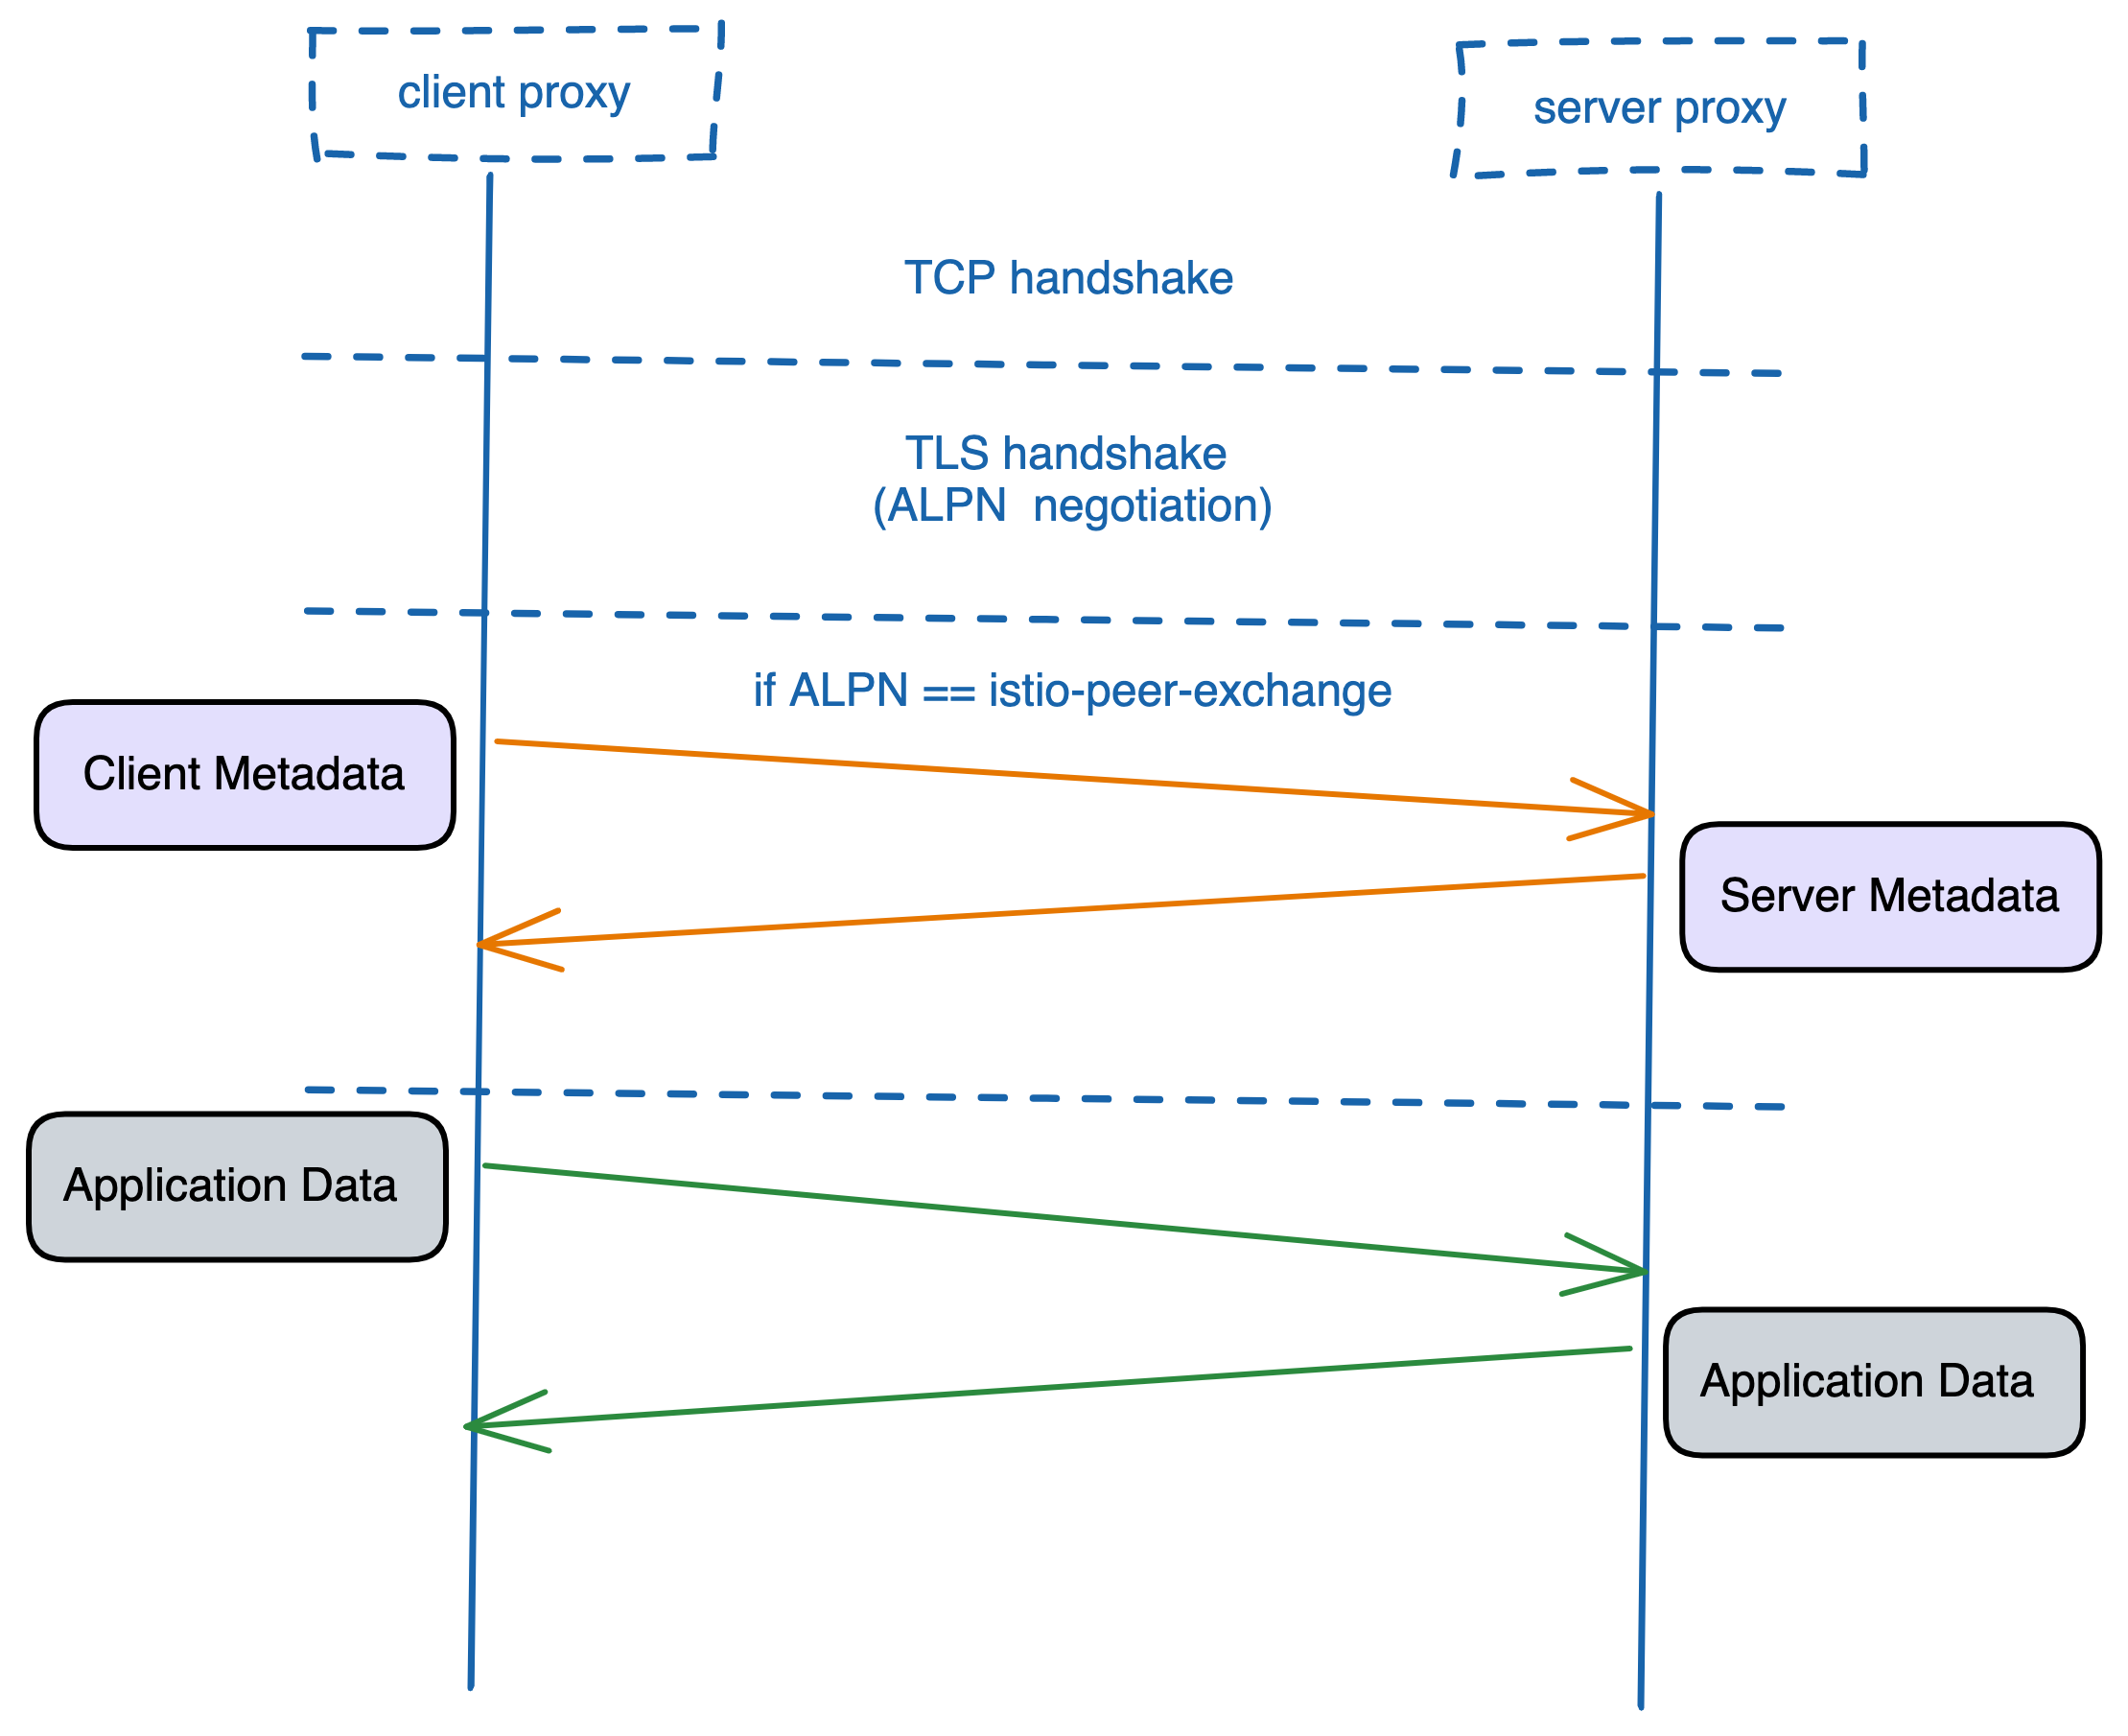 client proxy
server proxy
TCP handshake
TLS handshake
(ALPN  negotiation)
if ALPN == istio-peer-exchange
Client Metadata
Server Metadata
Application Data
Application Data